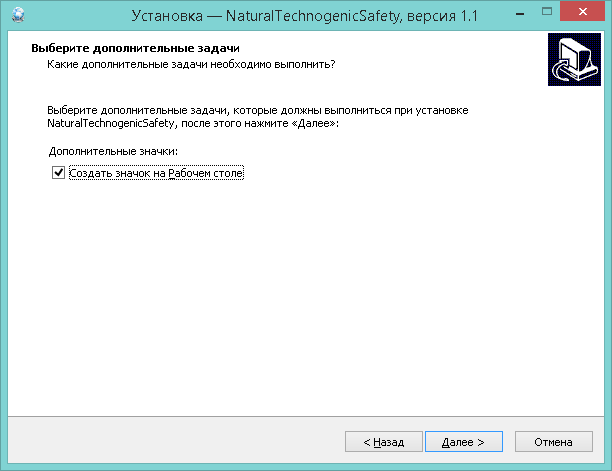 Установка — NaturalTechnogenicSafety, версия 1.1
Выберите дополнительные задачи
Какие дополнительные задачи необходимо выполнить?
Выберите дополнительные задачи, которые должны выполниться при установке
NaturalTechnogenicSafety, после этого нажмите «Далее»:
Дополнительные значки:
Создать значок на Рабочем столе
< Назад
Далее >
Отмена